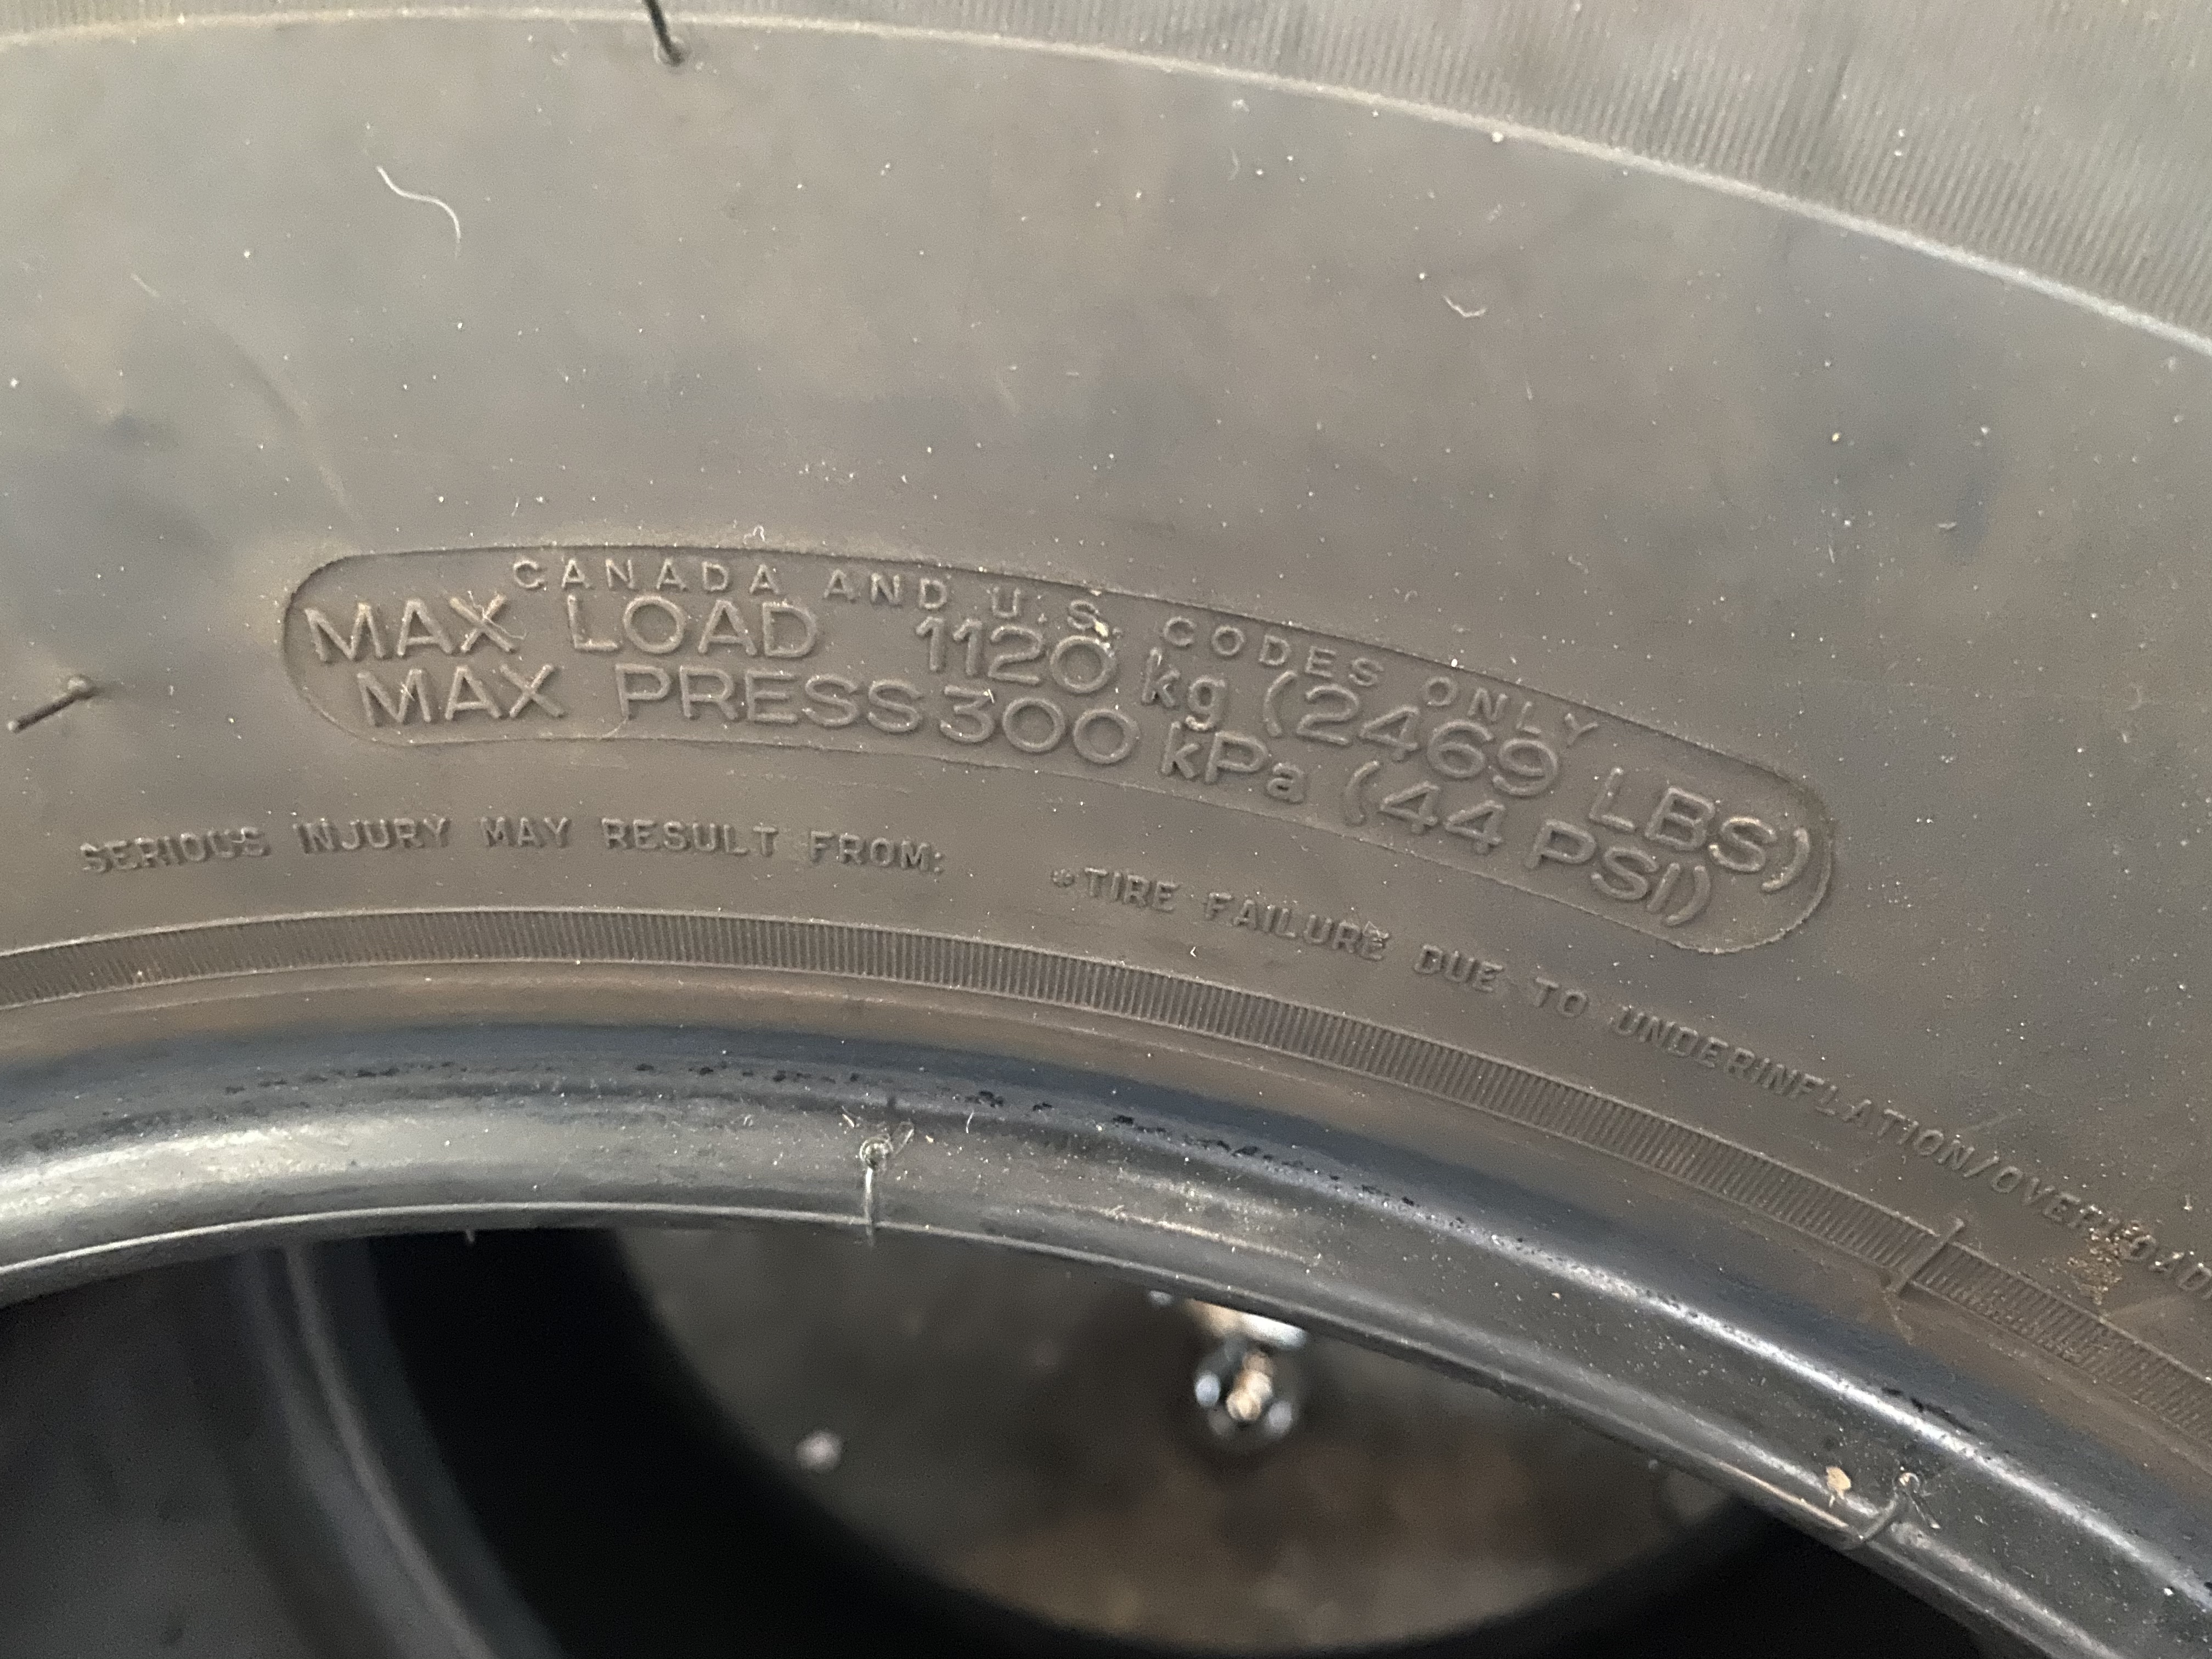 CANADA AND U.S. CODES ONLY
MAX LOAD 1120 kg (2469 LBS)
MAX PRESS 300 kPa (44 PSI)
SERIOUS INJURY MAY RESULT FROM:
*TIRE FAILURE DUE TO UNDERINFLATION/OVERLOAD